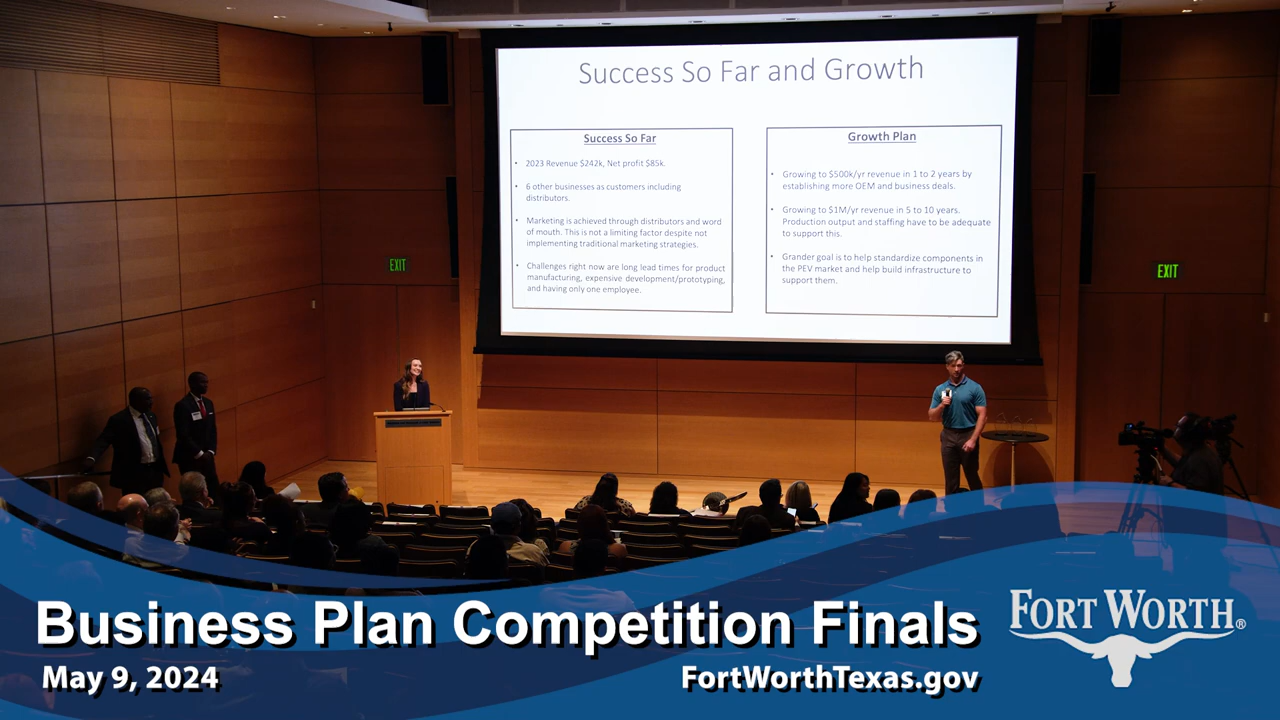 Success So Far and Growth
Success So Far
• 2023 Revenue $242k, Net profit $85k.
• 6 other businesses as customers including
distributors.
• Marketing is achieved through distributors and word
of mouth. This is not a limiting factor despite not
implementing traditional marketing strategies.
• Challenges right now are long lead times for product
manufacturing, expensive development/prototyping,
and having only one employee.
Growth Plan
• Growing to $500k/yr revenue in 1 to 2 years by
establishing more OEM and business deals.
• Growing to $1M/yr revenue in 5 to 10 years.
Production output and staffing have to be adequate
to support this.
• Grander goal is to help standardize components in
the PEV market and help build infrastructure to
support them.
EXIT
EXIT
Business Plan Competition Finals
May 9, 2024
FortWorthTexas.gov
FORT WORTH®